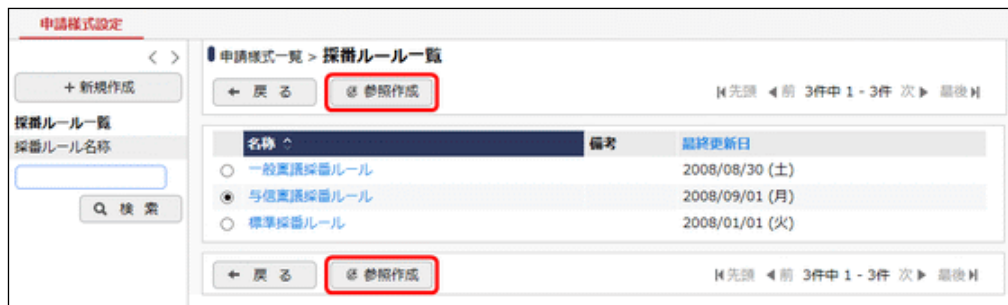 申請様式設定
< >
+ 新規作成
採番ルール一覧
採番ルール名称
検 索
申請様式一覧 > 採番ルール一覧
戻 る 参照作成 先頭 前 3件中 1 - 3件 次 最後
名称 備考 最終更新日
一般稟議採番ルール 2008/08/30 (土)
与信稟議採番ルール 2008/09/01 (月)
標準採番ルール 2008/01/01 (火)
戻 る 参照作成 先頭 前 3件中 1 - 3件 次 最後